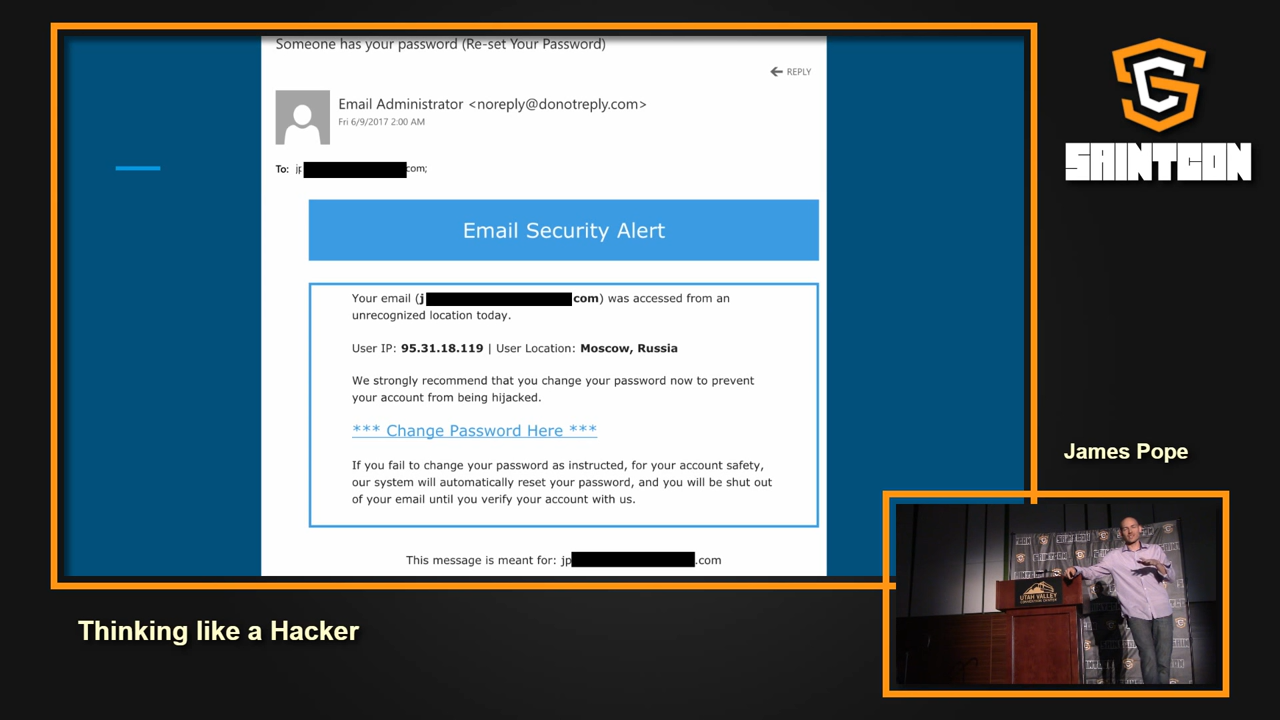 Someone has your password (Re-set Your Password)
REPLY
Email Administrator <noreply@donotreply.com>
Fri 6/9/2017 2:00 AM
To: jp com;
Email Security Alert
Your email (j com) was accessed from an
unrecognized location today.
User IP: 95.31.18.119 | User Location: Moscow, Russia
We strongly recommend that you change your password now to prevent
your account from being hijacked.
*** Change Password Here ***
If you fail to change your password as instructed, for your account safety,
our system will automatically reset your password, and you will be shut out
of your email until you verify your account with us.
This message is meant for: jp .com
SAINTCON
James Pope
UTAH VALLEY
CONVENTION CENTER
Thinking like a Hacker